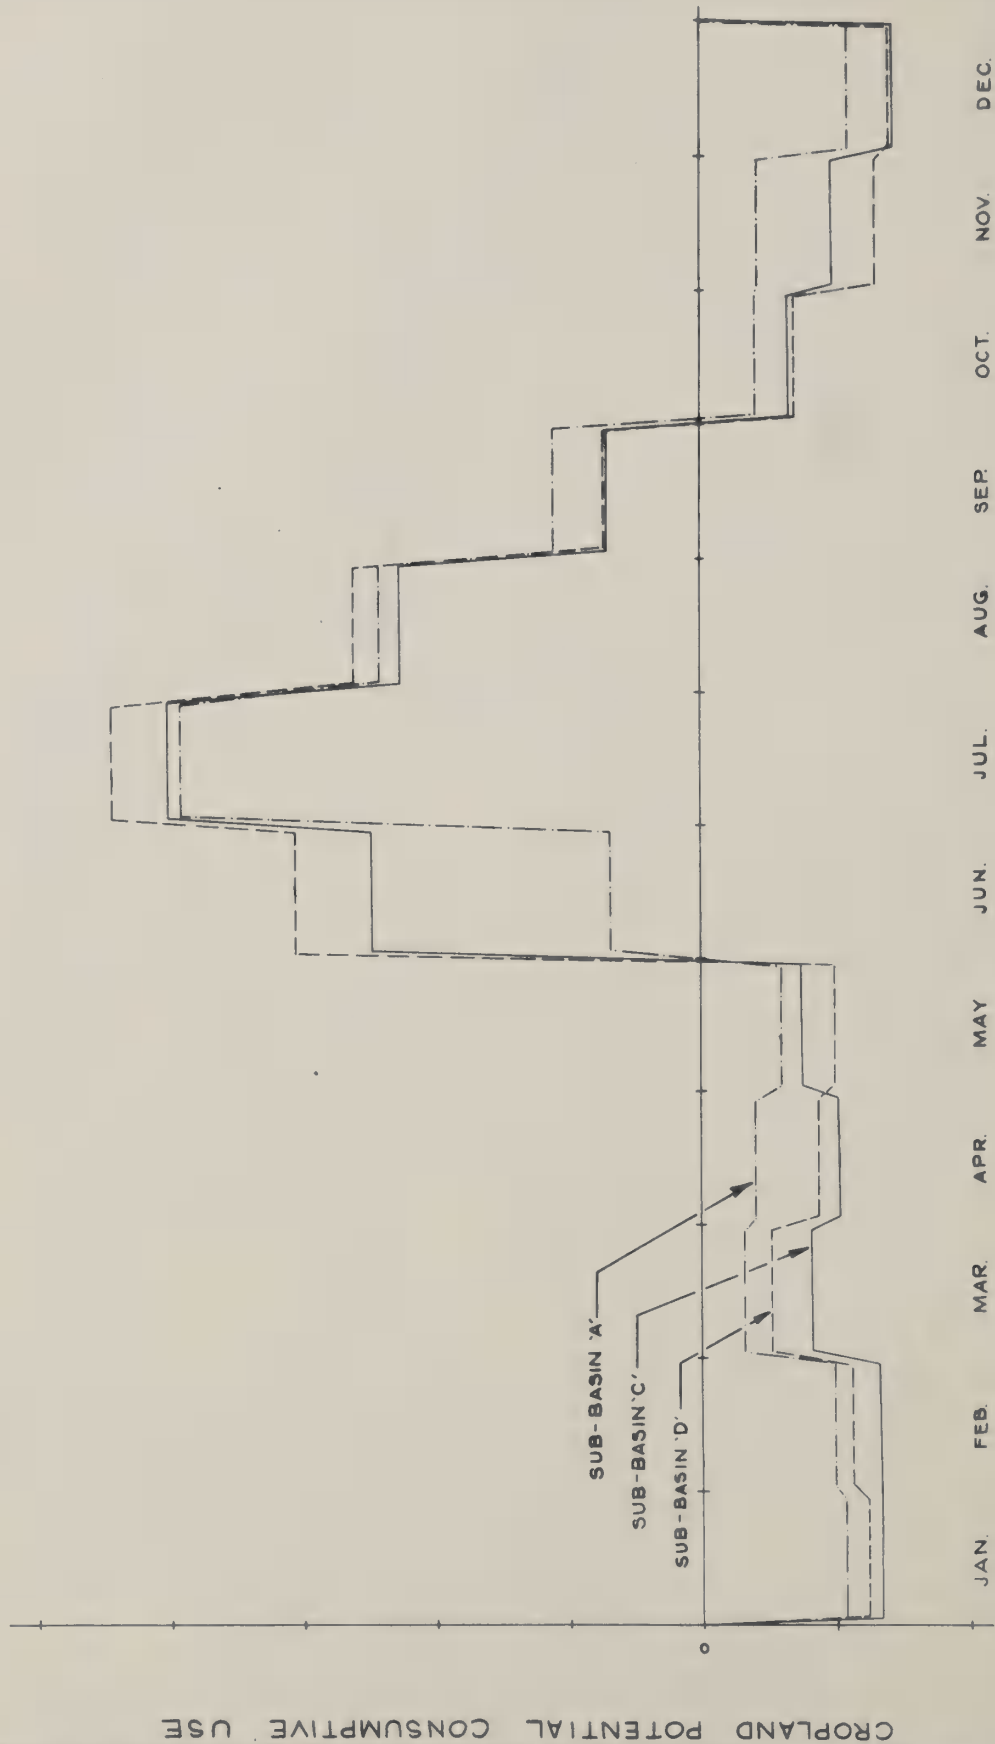 CROPLAND POTENTIAL CONSUMPTIVE USE
0
SUB-BASIN 'A'
SUB-BASIN 'C'
SUB-BASIN 'D'
JAN. FEB. MAR. APR. MAY JUN. JUL. AUG. SEP. OCT. NOV. DEC.